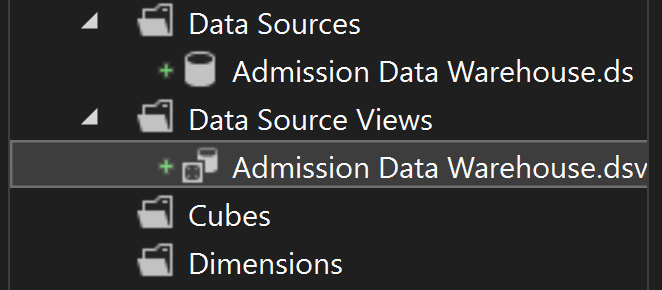 Data Sources
Admission Data Warehouse.ds
Data Source Views
Admission Data Warehouse.dsv
Cubes
Dimensions